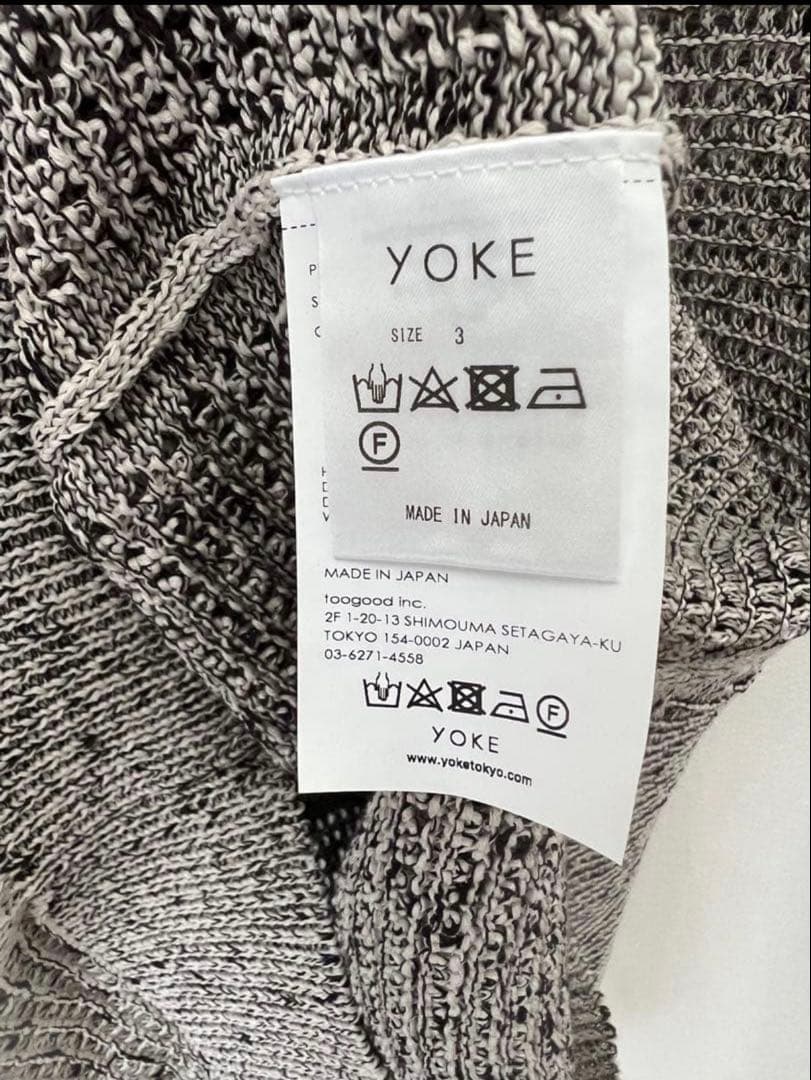 YOKE
SIZE 3
F
MADE IN JAPAN
MADE IN JAPAN
toogood inc.
2F 1-20-13 SHIMOUMA SETAGAYA-KU
TOKYO 154-0002 JAPAN
03-6271-4558
F
YOKE
www.yoketokyo.com